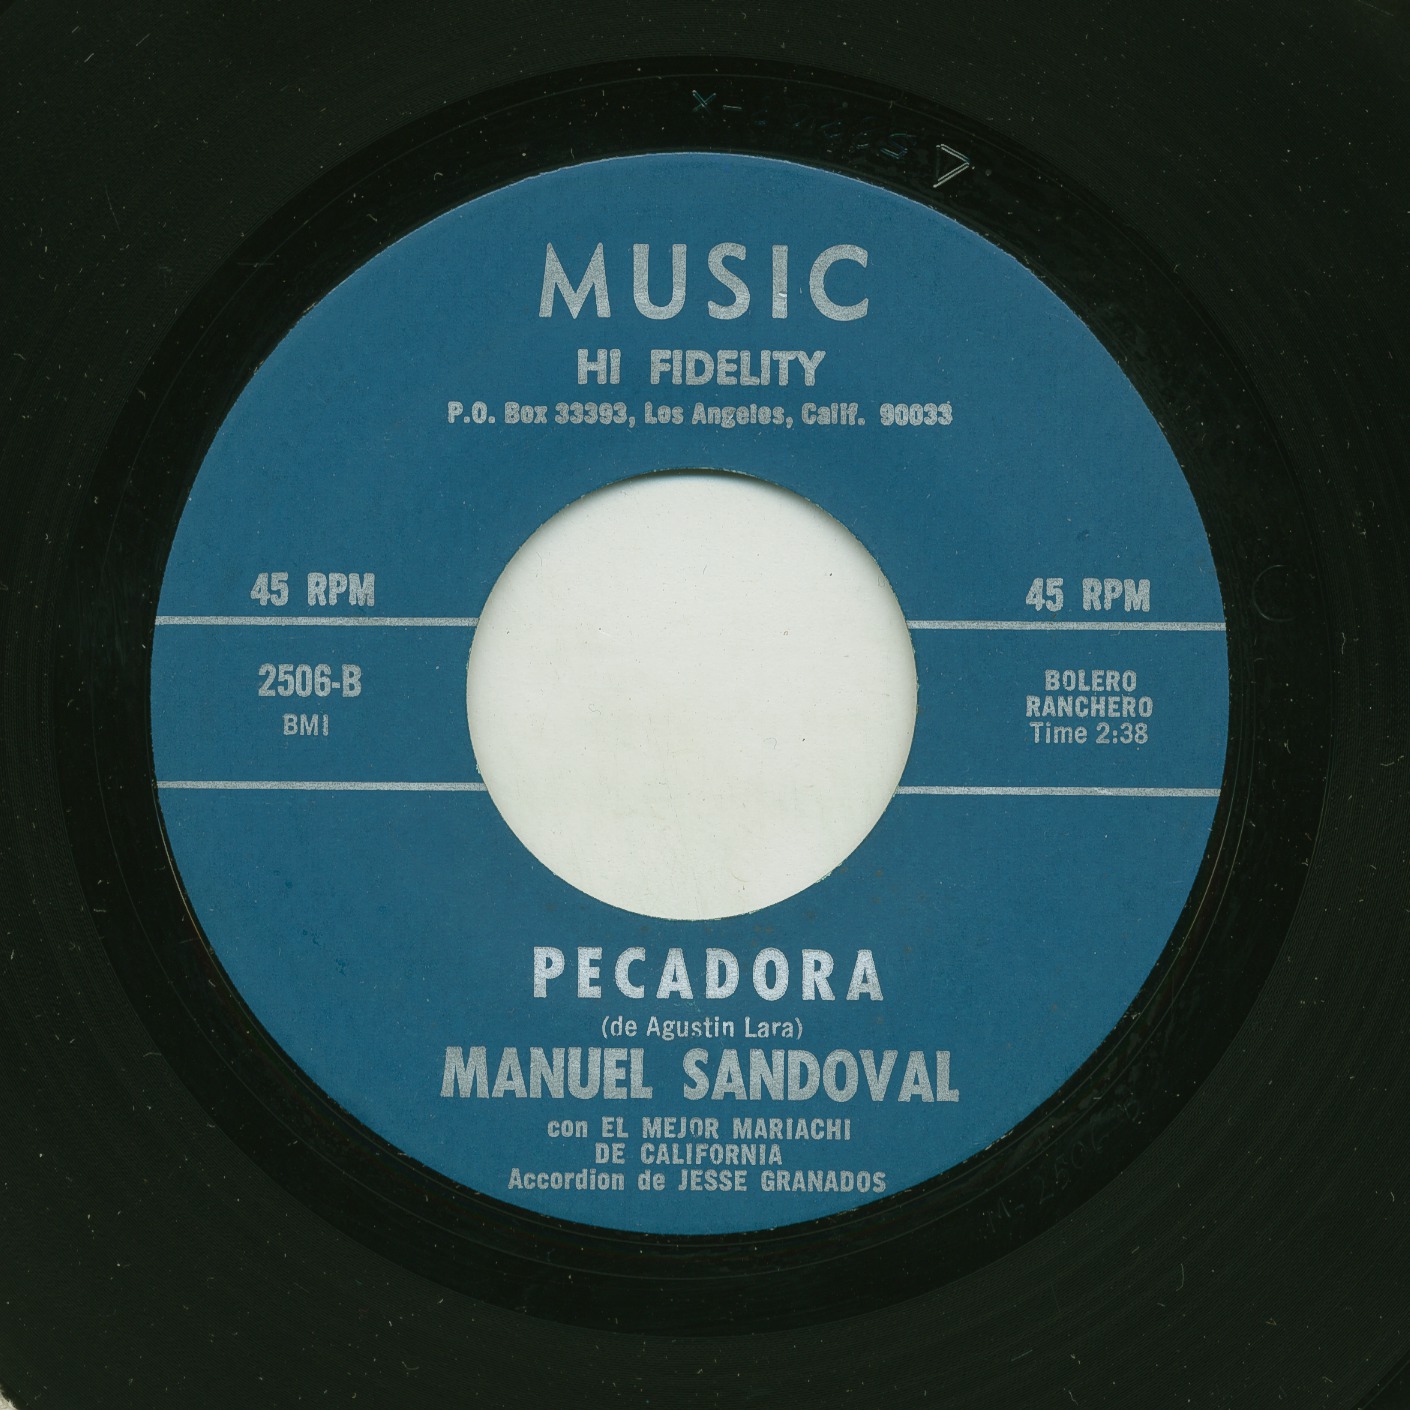 MUSIC
HI FIDELITY
P.O. Box 33393, Los Angeles, Calif. 90033
45 RPM
45 RPM
2506-B
BMI
BOLERO
RANCHERO
Time 2:38
PECADORA
(de Agustin Lara)
MANUEL SANDOVAL
con EL MEJOR MARIACHI
DE CALIFORNIA
Accordion de JESSE GRANADOS